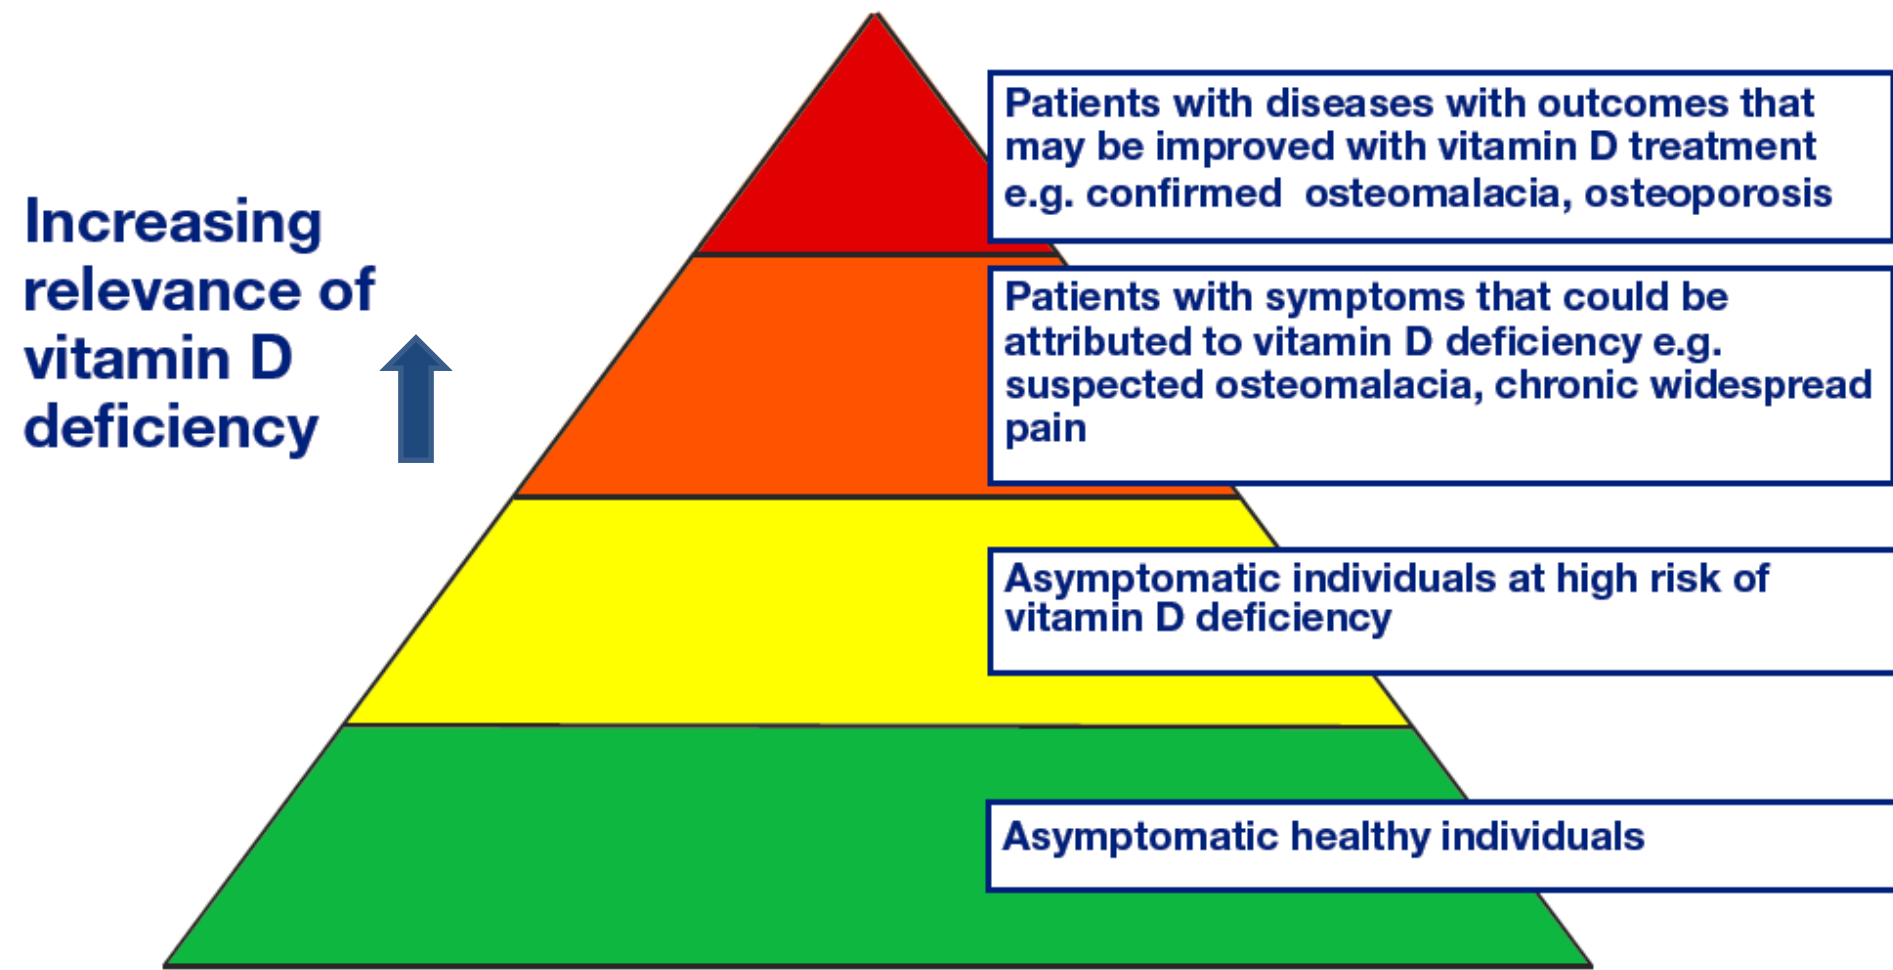 Increasing
relevance of
vitamin D
deficiency
Patients with diseases with outcomes that
may be improved with vitamin D treatment
e.g. confirmed osteomalacia, osteoporosis
Patients with symptoms that could be
attributed to vitamin D deficiency e.g.
suspected osteomalacia, chronic widespread
pain
Asymptomatic individuals at high risk of
vitamin D deficiency
Asymptomatic healthy individuals